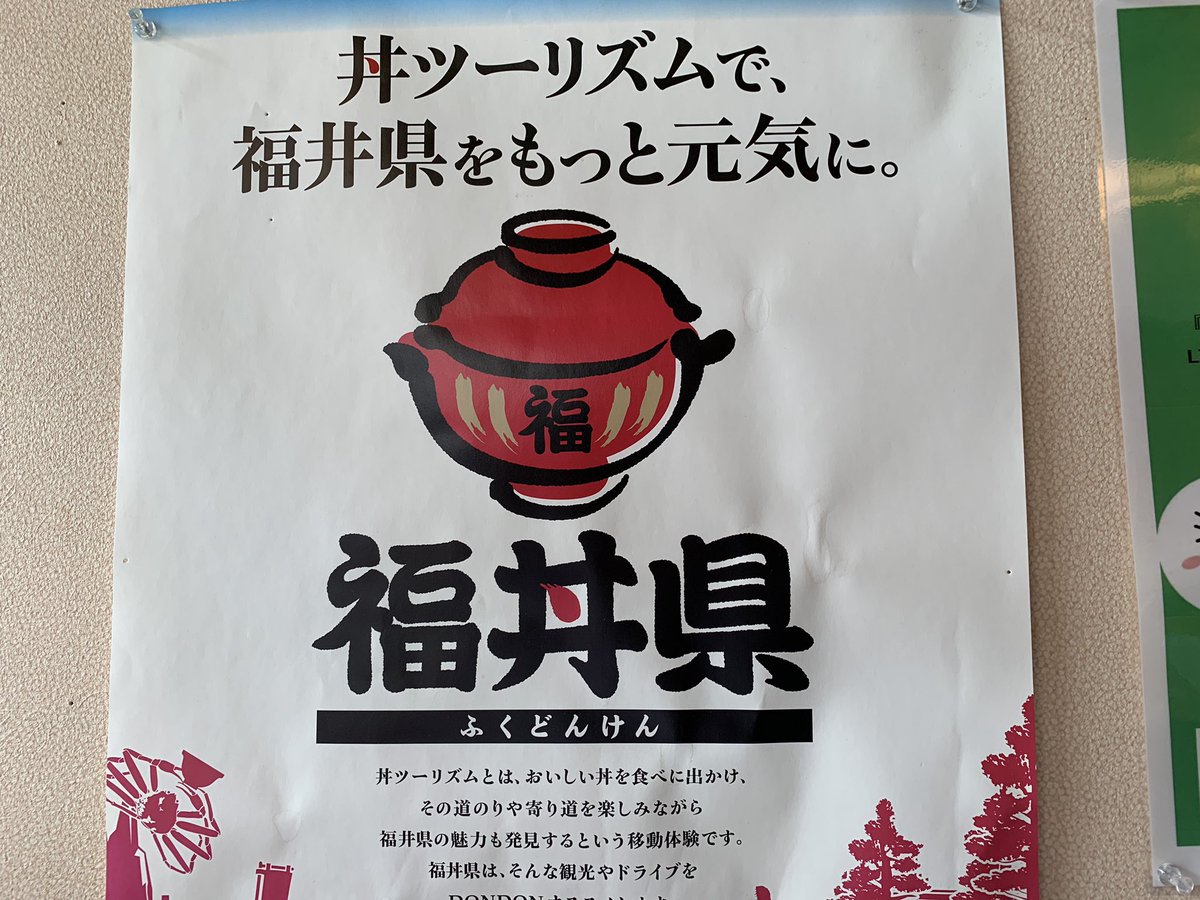 丼ツーリズムで、
福井県をもっと元気に。
福
福丼県
ふくどんけん
丼ツーリズムとは、おいしい丼を食べに出かけ、
その道のりや寄り道を楽しみながら
福井県の魅力も発見するという移動体験です。
福丼県は、そんな観光やドライブを